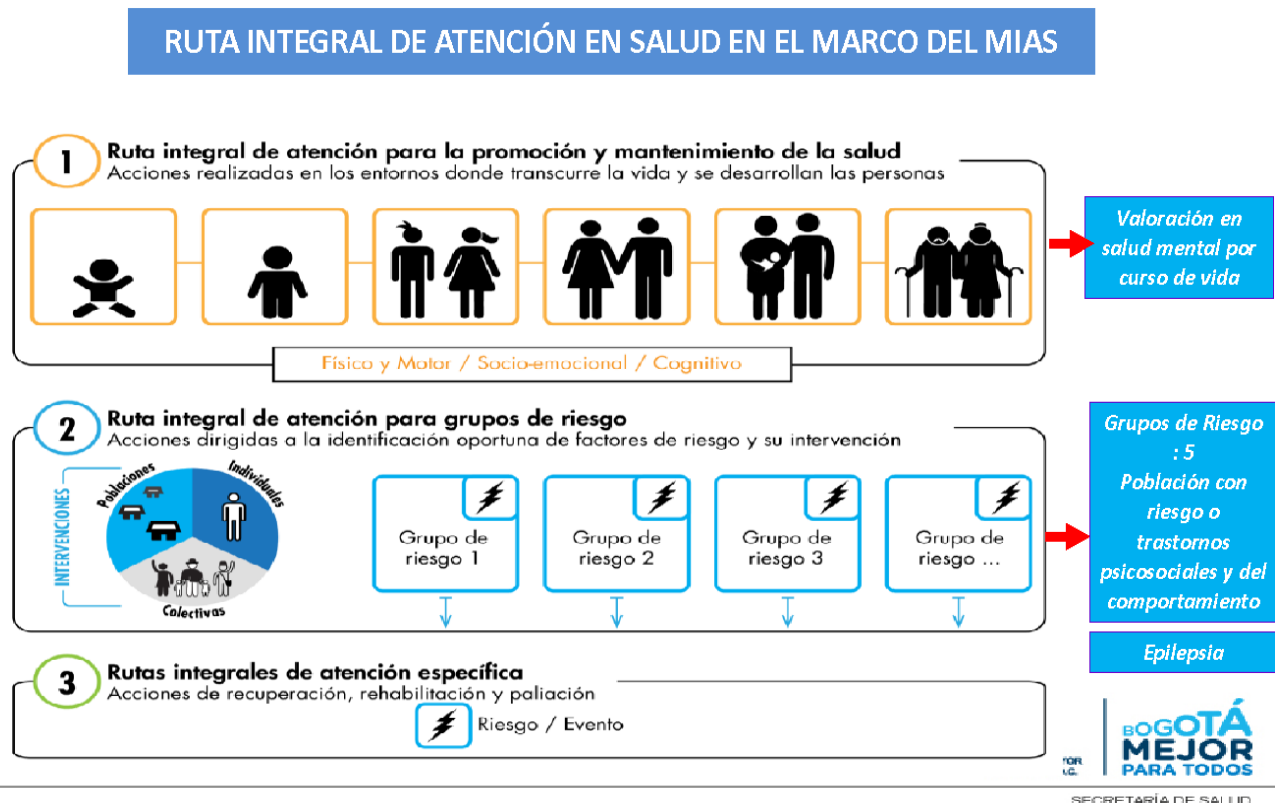 RUTA INTEGRAL DE ATENCIÓN EN SALUD EN EL MARCO DEL MIAS
1
Ruta integral de atención para la promoción y mantenimiento de la salud
Acciones realizadas en los entornos donde transcurre la vida y se desarrollan las personas
Físico y Motor / Socio-emocional / Cognitivo
Valoración en
salud mental por
curso de vida
2
Ruta integral de atención para grupos de riesgo
Acciones dirigidas a la identificación oportuna de factores de riesgo y su intervención
INTERVENCIONES
Poblaciones
Individuales
Colectivas
Grupo de
riesgo 1
Grupo de
riesgo 2
Grupo de
riesgo 3
Grupo de
riesgo ...
Grupos de Riesgo
: 5
Población con
riesgo o
trastornos
psicosociales y del
comportamiento
Epilepsia
3
Rutas integrales de atención específica
Acciones de recuperación, rehabilitación y paliación
Riesgo / Evento
BOGOTÁ
MEJOR
PARA TODOS
SECRETARÍA DE SALUD